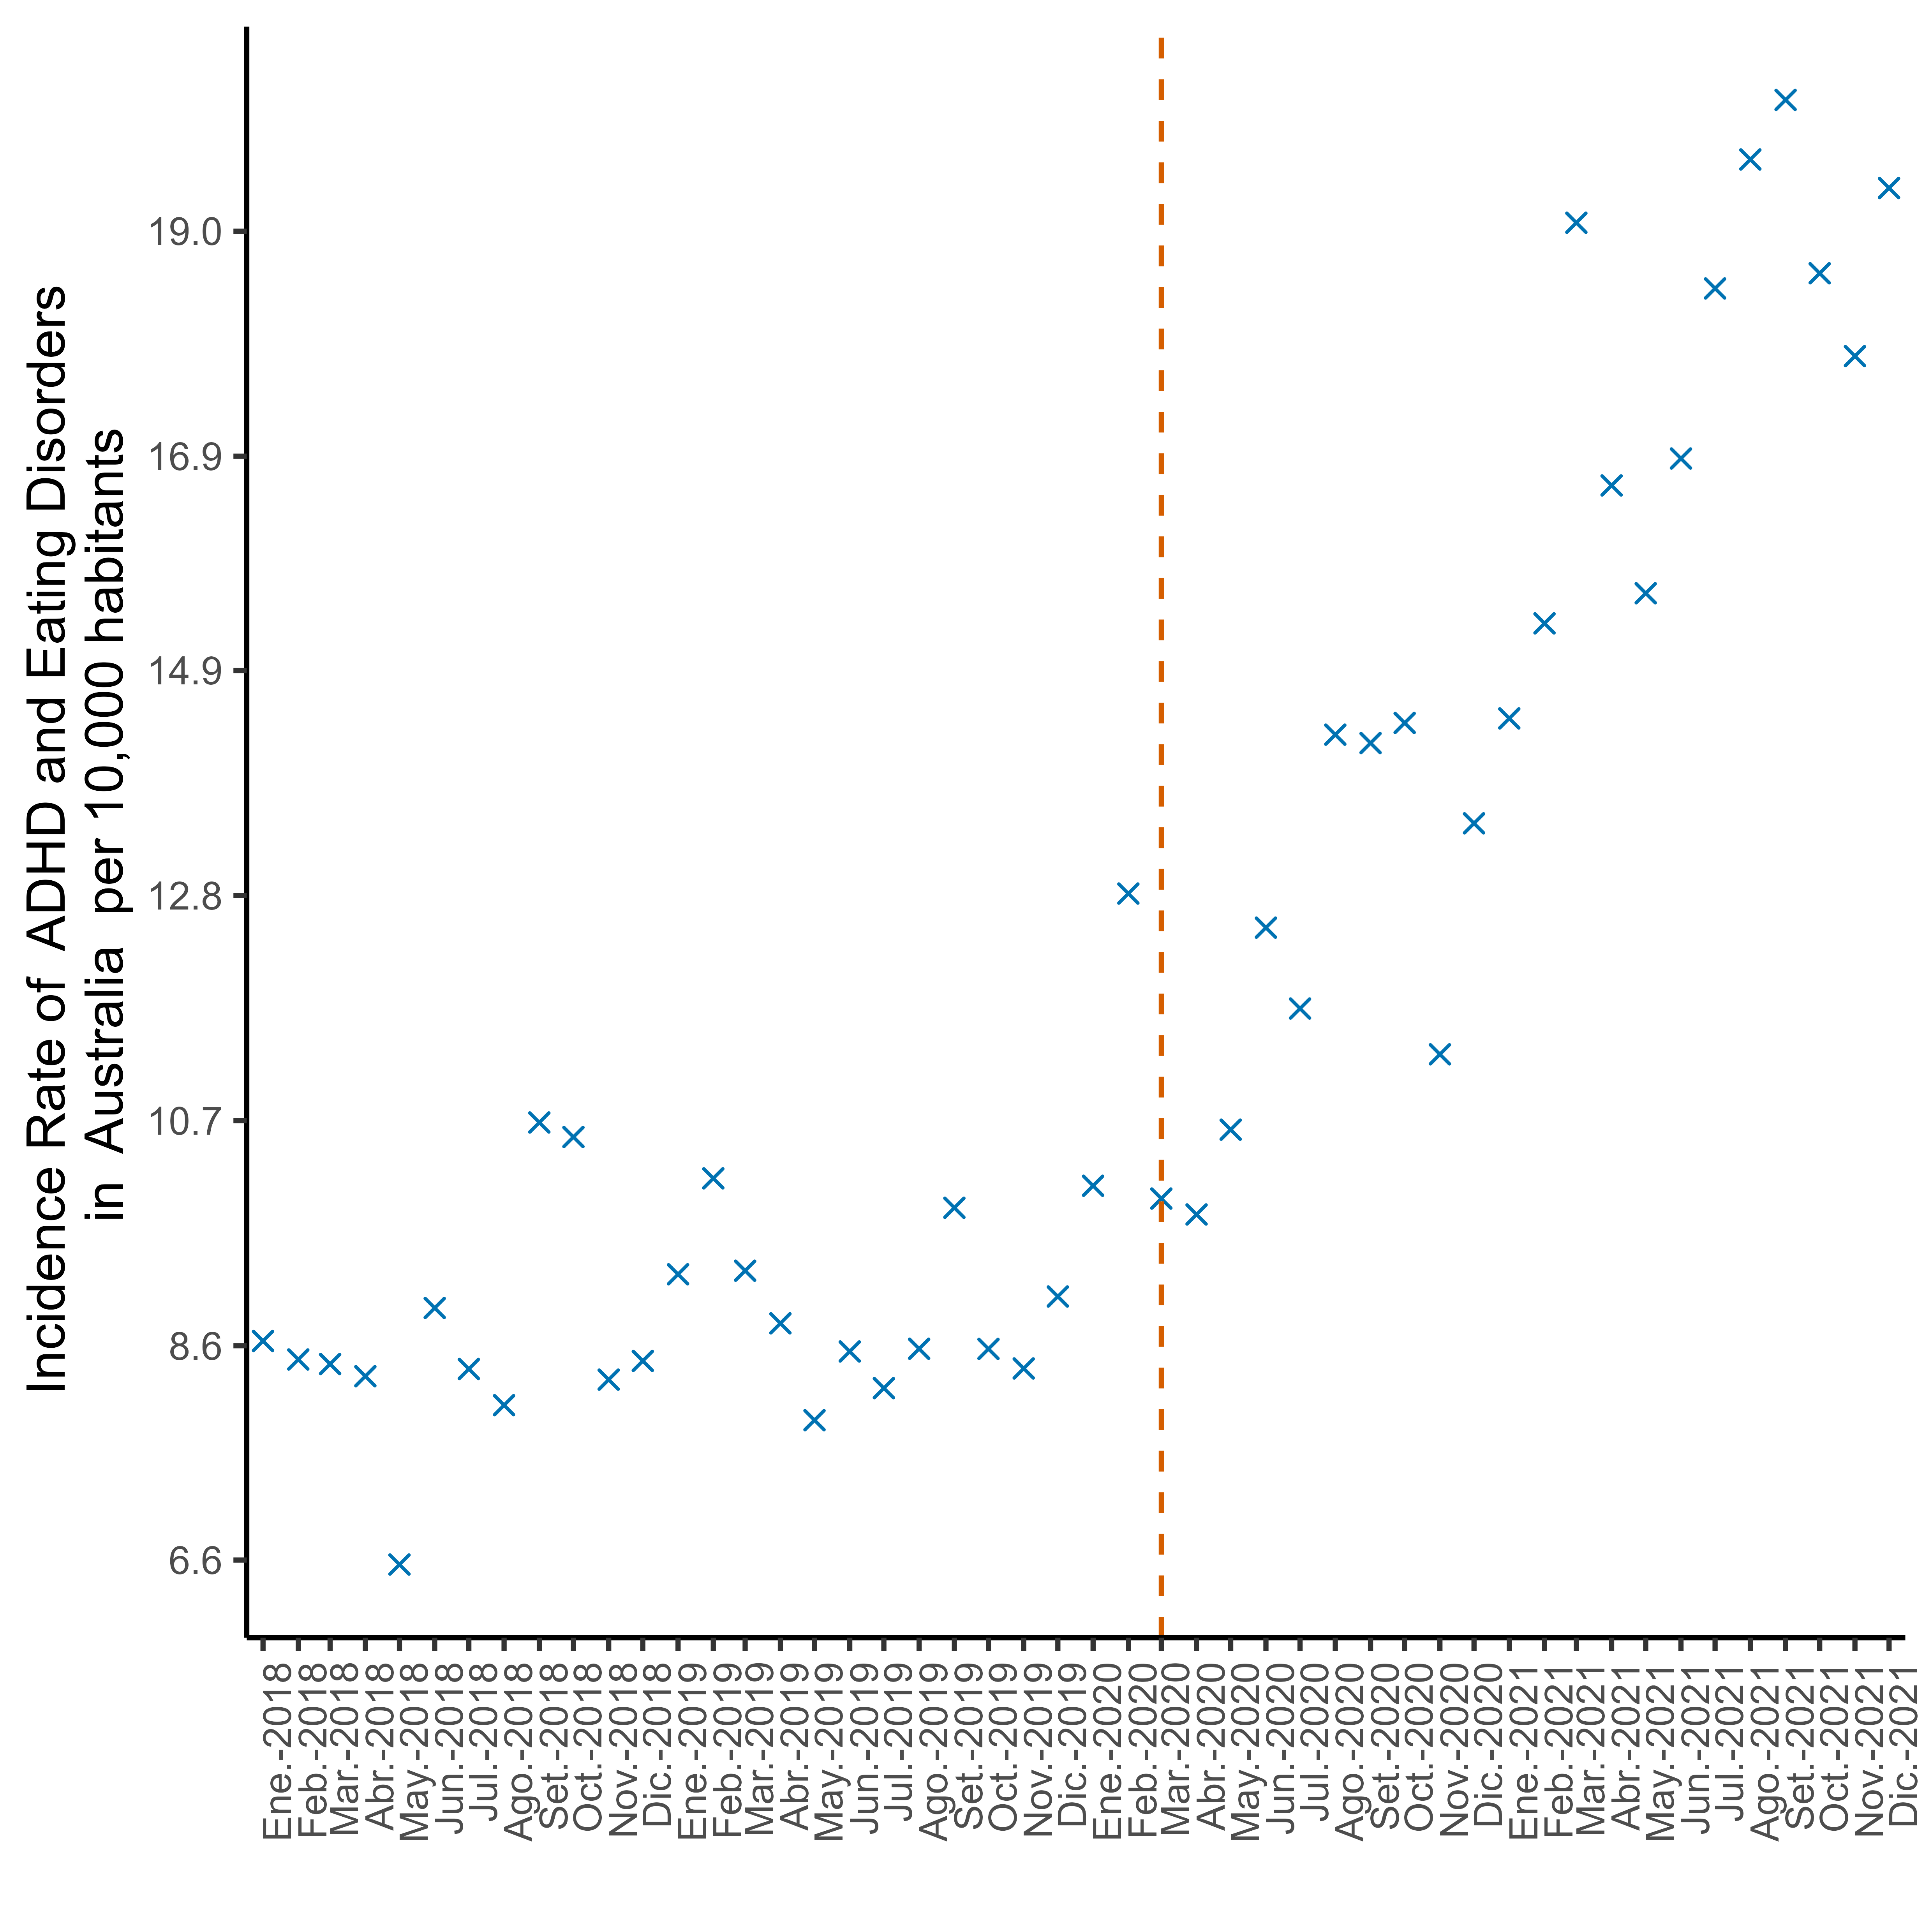 Incidence Rate of  ADHD and Eating Disorders
in  Australia  per 10,000 habitants
19.0
16.9
14.9
12.8
10.7
8.6
6.6
Ene.-2018
Feb.-2018
Mar.-2018
Abr.-2018
May.-2018
Jun.-2018
Jul.-2018
Ago.-2018
Set.-2018
Oct.-2018
Nov.-2018
Dic.-2018
Ene.-2019
Feb.-2019
Mar.-2019
Abr.-2019
May.-2019
Jun.-2019
Jul.-2019
Ago.-2019
Set.-2019
Oct.-2019
Nov.-2019
Dic.-2019
Ene.-2020
Feb.-2020
Mar.-2020
Abr.-2020
May.-2020
Jun.-2020
Jul.-2020
Ago.-2020
Set.-2020
Oct.-2020
Nov.-2020
Dic.-2020
Ene.-2021
Feb.-2021
Mar.-2021
Abr.-2021
May.-2021
Jun.-2021
Jul.-2021
Ago.-2021
Set.-2021
Oct.-2021
Nov.-2021
Dic.-2021